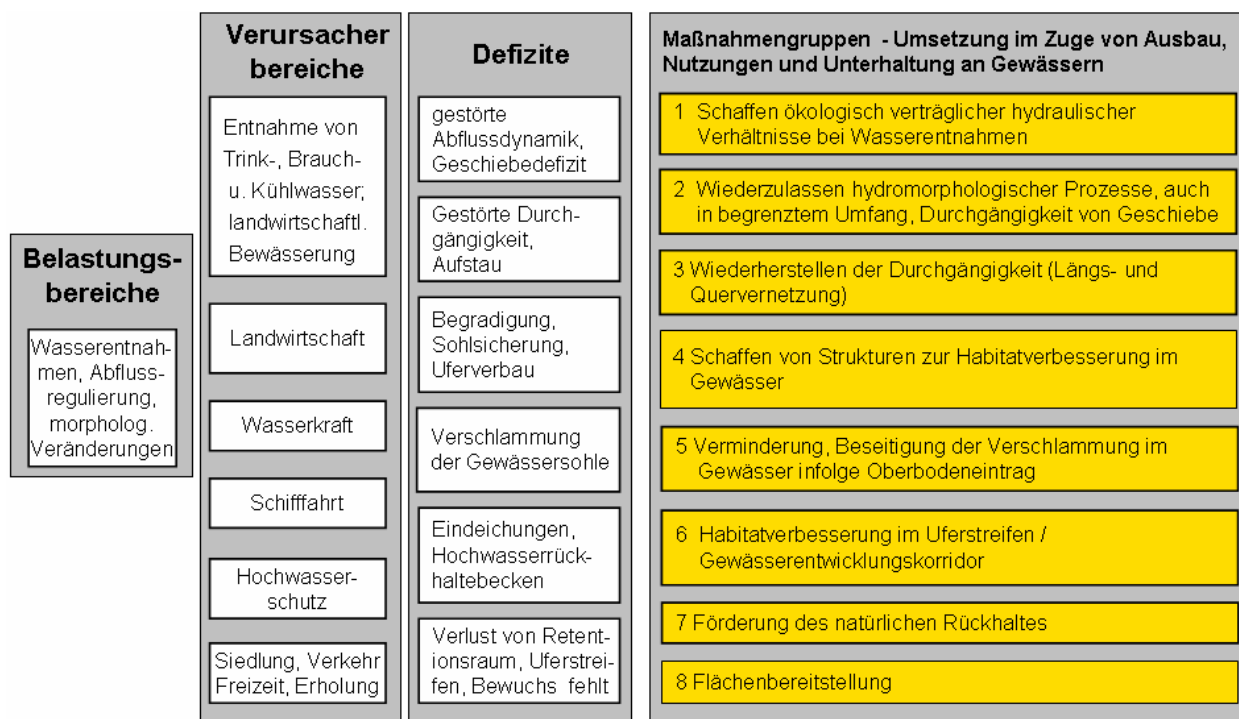 Belastungs-
bereiche
Wasserentnah-
men, Abfluss-
regulierung,
morpholog.
Veränderungen
Verursacher
bereiche
Entnahme von
Trink-, Brauch-
u. Kühlwasser;
landwirtschaftl.
Bewässerung
Landwirtschaft
Wasserkraft
Schifffahrt
Hochwasser-
schutz
Siedlung, Verkehr
Freizeit, Erholung
Defizite
gestörte
Abflussdynamik,
Geschiebedefizit
Gestörte Durch-
gängigkeit,
Aufstau
Begradigung,
Sohlsicherung,
Uferverbau
Verschlammung
der Gewässersohle
Eindeichungen,
Hochwasserrück-
haltebecken
Verlust von Retent-
ionsraum, Uferstrei-
fen, Bewuchs fehlt
Maßnahmengruppen - Umsetzung im Zuge von Ausbau,
Nutzungen und Unterhaltung an Gewässern
1 Schaffen ökologisch verträglicher hydraulischer
Verhältnisse bei Wasserentnahmen
2 Wiederzulassen hydromorphologischer Prozesse, auch
in begrenztem Umfang, Durchgängigkeit von Geschiebe
3 Wiederherstellen der Durchgängigkeit (Längs- und
Quervernetzung)
4 Schaffen von Strukturen zur Habitatverbesserung im
Gewässer
5 Verminderung, Beseitigung der Verschlammung im
Gewässer infolge Oberbodeneintrag
6 Habitatverbesserung im Uferstreifen /
Gewässerentwicklungskorridor
7 Förderung des natürlichen Rückhaltes
8 Flächenbereitstellung